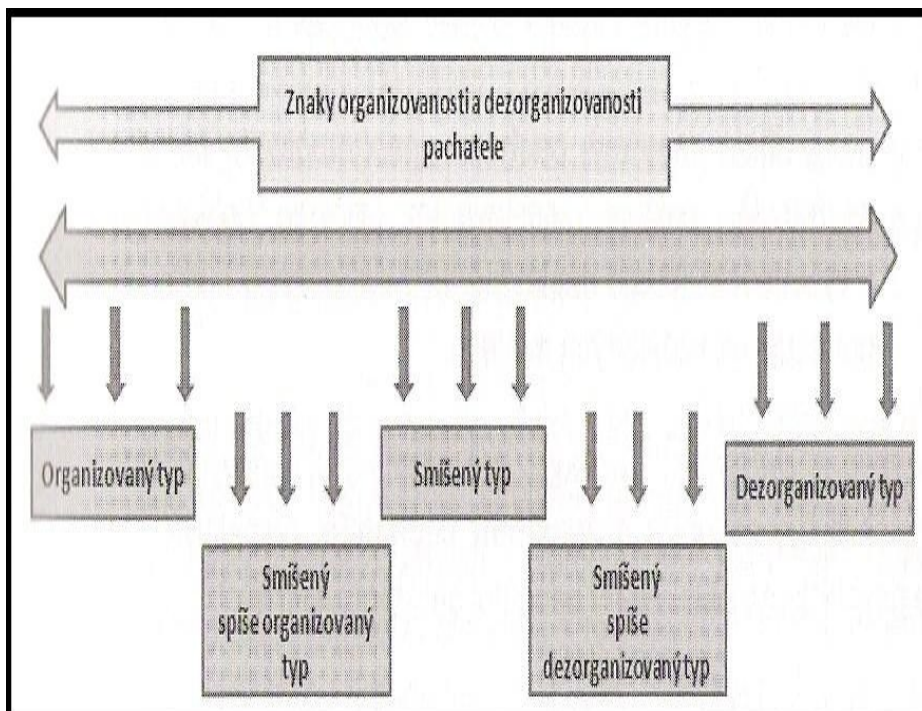 Znaky organizovanosti a dezorganizovanosti
pachatele
Organizovaný typ
Smíšený typ
Dezorganizovaný typ
Smíšený
spíše organizovaný
typ
Smíšený
spíše
dezorganizovaný typ